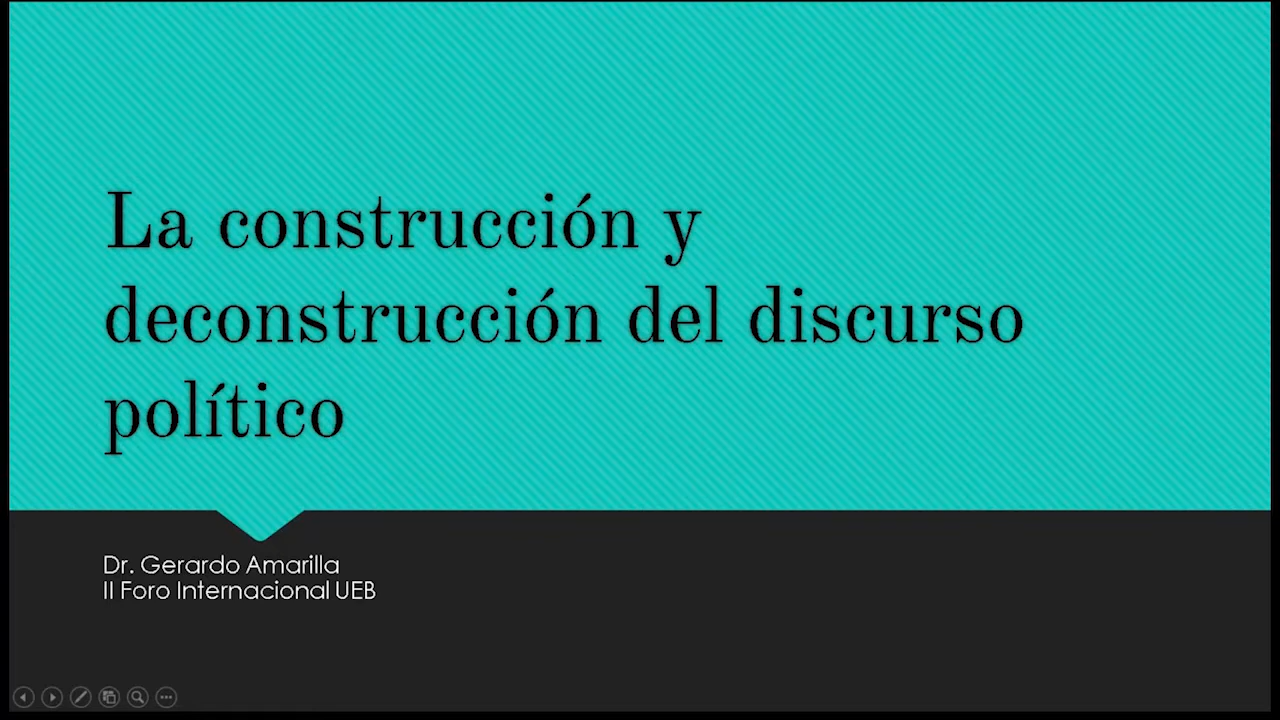 La construcción y
deconstrucción del discurso
político
Dr. Gerardo Amarilla
II Foro Internacional UEB